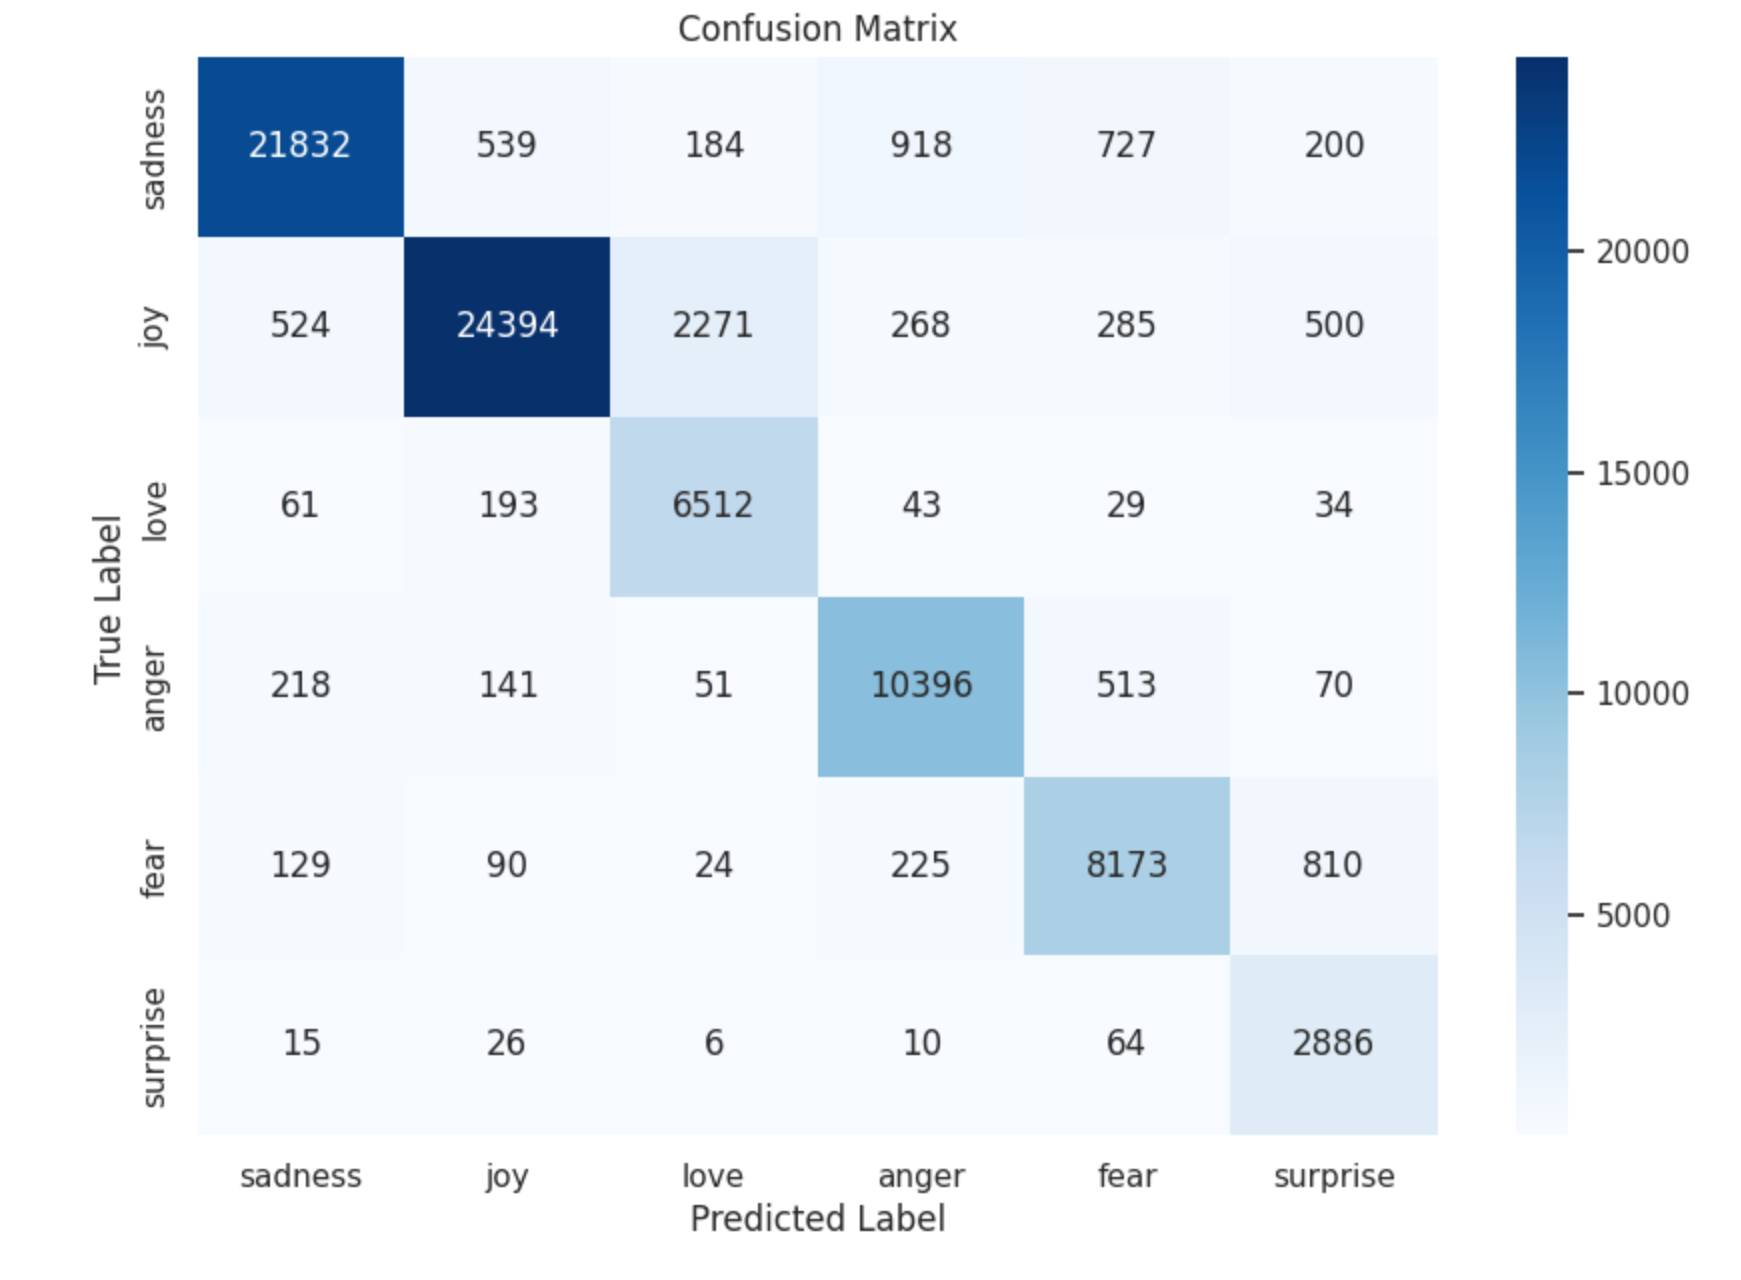 Confusion Matrix
sadness 21832 539 184 918 727 200
joy 524 24394 2271 268 285 500
love 61 193 6512 43 29 34
anger 218 141 51 10396 513 70
fear 129 90 24 225 8173 810
surprise 15 26 6 10 64 2886
True Label
sadness joy love anger fear surprise
Predicted Label
20000
15000
10000
5000